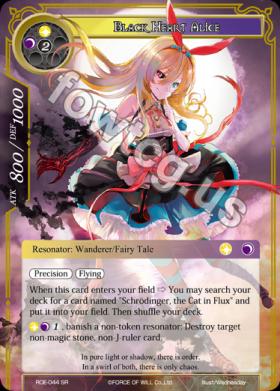 BLACK HEART ALICE
2
ATK 800/DEF 1000
fowtcg.us
Resonator: Wanderer/Fairy Tale
Precision Flying
When this card enters your field ⇨ You may search your
deck for a card named "Schrödinger, the Cat in Flux" and
put it into your field. Then shuffle your deck.
1, banish a non-token resonator: Destroy target
non-magic stone, non-J-ruler card.
In pure light or shadow, there is order.
In a swirl of both, there is only chaos.
ROE-044 SR ©FORCE OF WILL Co.,Ltd. Illust/Wednesday